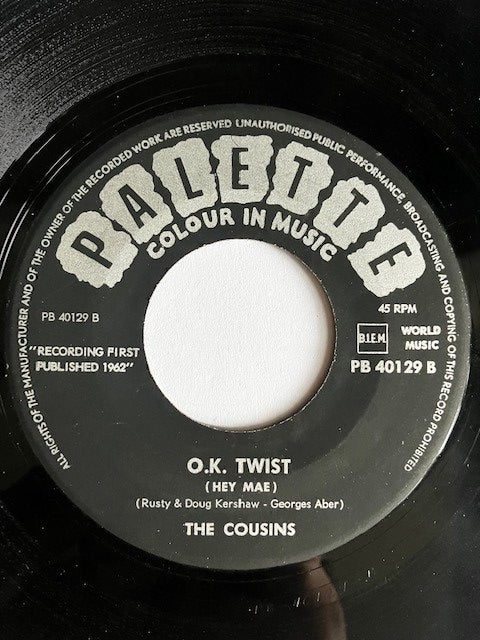 ALL RIGHTS OF THE MANUFACTURER AND OF THE OWNER OF THE RECORDED WORK ARE RESERVED UNAUTHORISED PUBLIC PERFORMANCE, BROADCASTING AND COPYING OF THIS RECORD PROHIBITED
PALETTE
COLOUR IN MUSIC
PB 40129 B
45 RPM
"RECORDING FIRST
PUBLISHED 1962"
B.I.E.M.
WORLD
MUSIC
PB 40129 B
O.K. TWIST
(HEY MAE)
(Rusty & Doug Kershaw - Georges Aber)
THE COUSINS